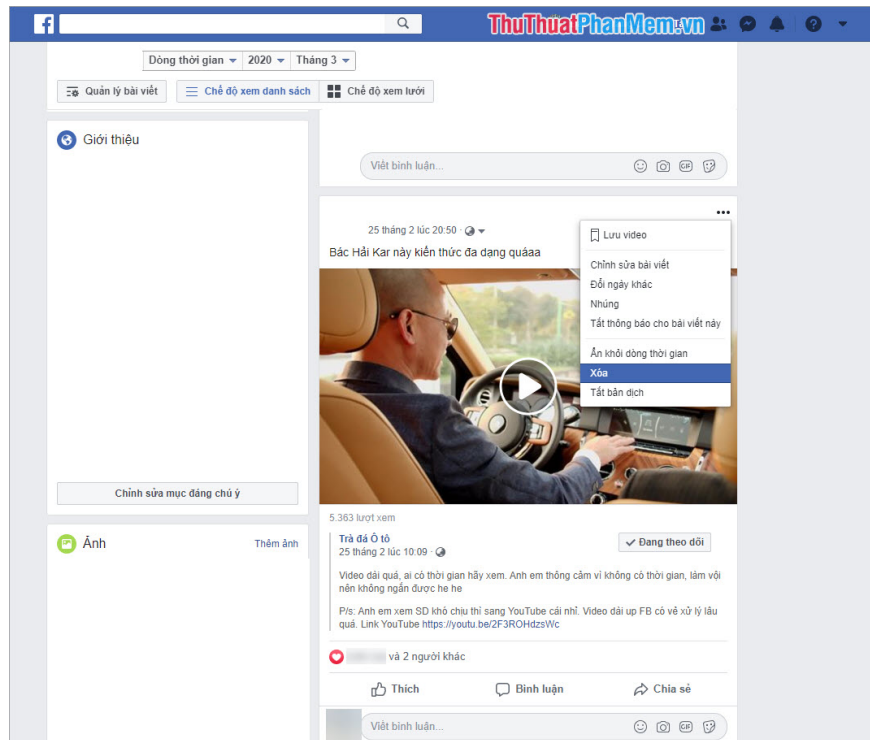 f
ThuThuatPhanMem.vn
Dòng thời gian 2020 Tháng 3
Quản lý bài viết Chế độ xem danh sách Chế độ xem lưới
Giới thiệu
Chỉnh sửa mục đáng chú ý
Ảnh Thêm ảnh
Viết bình luận...
GIF
25 tháng 2 lúc 20:50 ·
Bác Hải Kar này kiến thức đa dạng quáaa
Lưu video
Chỉnh sửa bài viết
Đổi ngày khác
Nhúng
Tắt thông báo cho bài viết này
Ẩn khỏi dòng thời gian
Xóa
Tắt bản dịch
5.363 lượt xem
Trà đá Ô tô
25 tháng 2 lúc 10:09 ·
Đang theo dõi
Video dài quá, ai có thời gian hãy xem. Anh em thông cảm vì không có thời gian, làm vội
nên không ngắn được he he
P/s: Anh em xem SD khó chịu thì sang YouTube cái nhỉ. Video dài up FB có vẻ xử lý lâu
quá. Link YouTube https://youtu.be/2F3ROHdzsWc
và 2 người khác
Thích Bình luận Chia sẻ
Viết bình luận...
GIF